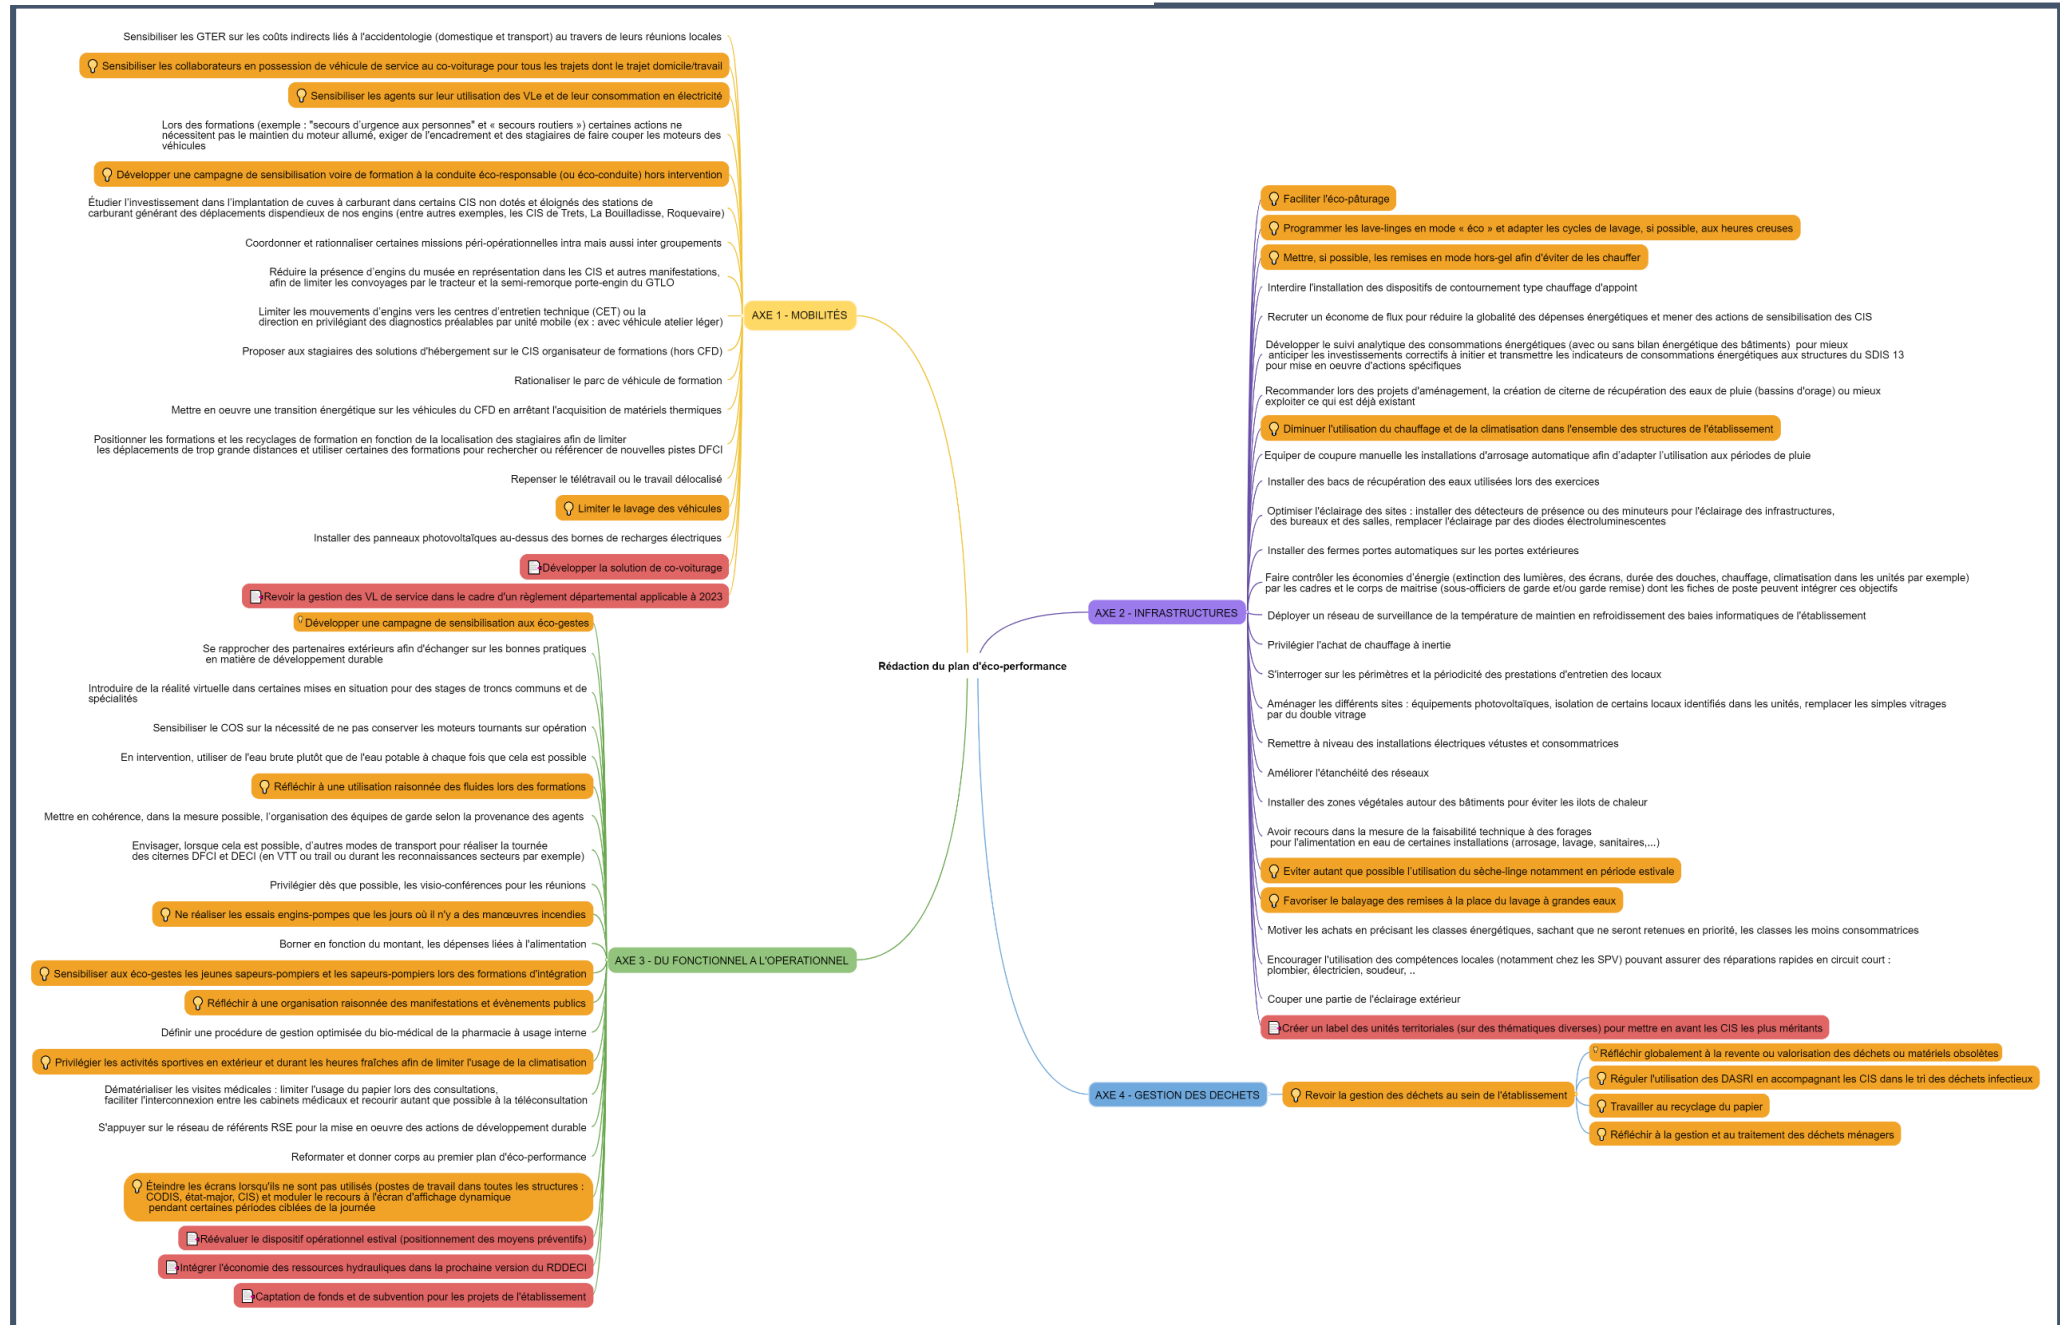 Sensibiliser les GTER sur les coûts indirects liés à l'accidentologie (domestique et transport) au travers de leurs réunions locales
Sensibiliser les collaborateurs en possession de véhicule de service au co-voiturage pour tous les trajets dont le trajet domicile/travail
Sensibiliser les agents sur leur utilisation des VLe et de leur consommation en électricité
Lors des formations (exemple : "secours d'urgence aux personnes" et « secours routiers ») certaines actions ne
nécessitent pas le maintien du moteur allumé, exiger de l'encadrement et des stagiaires de faire couper les moteurs des
véhicules
Développer une campagne de sensibilisation voire de formation à la conduite éco-responsable (ou éco-conduite) hors intervention
Étudier l'investissement dans l'implantation de cuves à carburant dans certains CIS non dotés et éloignés des stations de
carburant générant des déplacements dispendieux de nos engins (entre autres exemples, les CIS de Trets, La Bouilladisse, Roquevaire)
Coordonner et rationnaliser certaines missions péri-opérationnelles intra mais aussi inter groupements
Réduire la présence d'engins du musée en représentation dans les CIS et autres manifestations,
afin de limiter les convoyages par le tracteur et la semi-remorque porte-engin du GTLO
Limiter les mouvements d'engins vers les centres d'entretien technique (CET) ou la
direction en privilégiant des diagnostics préalables par unité mobile (ex : avec véhicule atelier léger)
Proposer aux stagiaires des solutions d'hébergement sur le CIS organisateur de formations (hors CFD)
Rationaliser le parc de véhicule de formation
Mettre en oeuvre une transition énergétique sur les véhicules du CFD en arrêtant l'acquisition de matériels thermiques
Positionner les formations et les recyclages de formation en fonction de la localisation des stagiaires afin de limiter
les déplacements de trop grande distances et utiliser certaines des formations pour rechercher ou référencer de nouvelles pistes DFCI
Repenser le télétravail ou le travail délocalisé
Limiter le lavage des véhicules
Installer des panneaux photovoltaïques au-dessus des bornes de recharges électriques
Développer la solution de co-voiturage
Revoir la gestion des VL de service dans le cadre d'un règlement départemental applicable à 2023
AXE 1 - MOBILITÉS
Développer une campagne de sensibilisation aux éco-gestes
Se rapprocher des partenaires extérieurs afin d'échanger sur les bonnes pratiques
en matière de développement durable
Introduire de la réalité virtuelle dans certaines mises en situation pour des stages de troncs communs et de
spécialités
Sensibiliser le COS sur la nécessité de ne pas conserver les moteurs tournants sur opération
En intervention, utiliser de l'eau brute plutôt que de l'eau potable à chaque fois que cela est possible
Réfléchir à une utilisation raisonnée des fluides lors des formations
Mettre en cohérence, dans la mesure possible, l'organisation des équipes de garde selon la provenance des agents
Envisager, lorsque cela est possible, d'autres modes de transport pour réaliser la tournée
des citernes DFCI et DECI (en VTT ou trail ou durant les reconnaissances secteurs par exemple)
Privilégier dès que possible, les visio-conférences pour les réunions
Ne réaliser les essais engins-pompes que les jours où il n'y a des manœuvres incendies
Borner en fonction du montant, les dépenses liées à l'alimentation
Sensibiliser aux éco-gestes les jeunes sapeurs-pompiers et les sapeurs-pompiers lors des formations d'intégration
Réfléchir à une organisation raisonnée des manifestations et évènements publics
Définir une procédure de gestion optimisée du bio-médical de la pharmacie à usage interne
Privilégier les activités sportives en extérieur et durant les heures fraîches afin de limiter l'usage de la climatisation
Dématérialiser les visites médicales : limiter l'usage du papier lors des consultations,
faciliter l'interconnexion entre les cabinets médicaux et recourir autant que possible à la téléconsultation
S'appuyer sur le réseau de référents RSE pour la mise en oeuvre des actions de développement durable
Reformater et donner corps au premier plan d'éco-performance
Éteindre les écrans lorsqu'ils ne sont pas utilisés (postes de travail dans toutes les structures :
CODIS, état-major, CIS) et moduler le recours à l'écran d'affichage dynamique
pendant certaines périodes ciblées de la journée
Réévaluer le dispositif opérationnel estival (positionnement des moyens préventifs)
Intégrer l'économie des ressources hydrauliques dans la prochaine version du RDDECI
Captation de fonds et de subvention pour les projets de l'établissement
AXE 3 - DU FONCTIONNEL A L'OPERATIONNEL
Rédaction du plan d'éco-performance
AXE 2 - INFRASTRUCTURES
Faciliter l'éco-pâturage
Programmer les lave-linges en mode « éco » et adapter les cycles de lavage, si possible, aux heures creuses
Mettre, si possible, les remises en mode hors-gel afin d'éviter de les chauffer
Interdire l'installation des dispositifs de contournement type chauffage d'appoint
Recruter un économe de flux pour réduire la globalité des dépenses énergétiques et mener des actions de sensibilisation des CIS
Développer le suivi analytique des consommations énergétiques (avec ou sans bilan énergétique des bâtiments) pour mieux
anticiper les investissements correctifs à initier et transmettre les indicateurs de consommations énergétiques aux structures du SDIS 13
pour mise en oeuvre d'actions spécifiques
Recommander lors des projets d'aménagement, la création de citerne de récupération des eaux de pluie (bassins d'orage) ou mieux
exploiter ce qui est déjà existant
Diminuer l'utilisation du chauffage et de la climatisation dans l'ensemble des structures de l'établissement
Equiper de coupure manuelle les installations d'arrosage automatique afin d'adapter l'utilisation aux périodes de pluie
Installer des bacs de récupération des eaux utilisées lors des exercices
Optimiser l'éclairage des sites : installer des détecteurs de présence ou des minuteurs pour l'éclairage des infrastructures,
des bureaux et des salles, remplacer l'éclairage par des diodes électroluminescentes
Installer des fermes portes automatiques sur les portes extérieures
Faire contrôler les économies d'énergie (extinction des lumières, des écrans, durée des douches, chauffage, climatisation dans les unités par exemple)
par les cadres et le corps de maitrise (sous-officiers de garde et/ou garde remise) dont les fiches de poste peuvent intégrer ces objectifs
Déployer un réseau de surveillance de la température de maintien en refroidissement des baies informatiques de l'établissement
Privilégier l'achat de chauffage à inertie
S'interroger sur les périmètres et la périodicité des prestations d'entretien des locaux
Aménager les différents sites : équipements photovoltaïques, isolation de certains locaux identifiés dans les unités, remplacer les simples vitrages
par du double vitrage
Remettre à niveau des installations électriques vétustes et consommatrices
Améliorer l'étanchéité des réseaux
Installer des zones végétales autour des bâtiments pour éviter les ilots de chaleur
Avoir recours dans la mesure de la faisabilité technique à des forages
pour l'alimentation en eau de certaines installations (arrosage, lavage, sanitaires,...)
Eviter autant que possible l'utilisation du sèche-linge notamment en période estivale
Favoriser le balayage des remises à la place du lavage à grandes eaux
Motiver les achats en précisant les classes énergétiques, sachant que ne seront retenues en priorité, les classes les moins consommatrices
Encourager l'utilisation des compétences locales (notamment chez les SPV) pouvant assurer des réparations rapides en circuit court :
plombier, électricien, soudeur, ..
Couper une partie de l'éclairage extérieur
Créer un label des unités territoriales (sur des thématiques diverses) pour mettre en avant les CIS les plus méritants
AXE 4 - GESTION DES DECHETS
Revoir la gestion des déchets au sein de l'établissement
Réfléchir globalement à la revente ou valorisation des déchets ou matériels obsolètes
Réguler l'utilisation des DASRI en accompagnant les CIS dans le tri des déchets infectieux
Travailler au recyclage du papier
Réfléchir à la gestion et au traitement des déchets ménagers